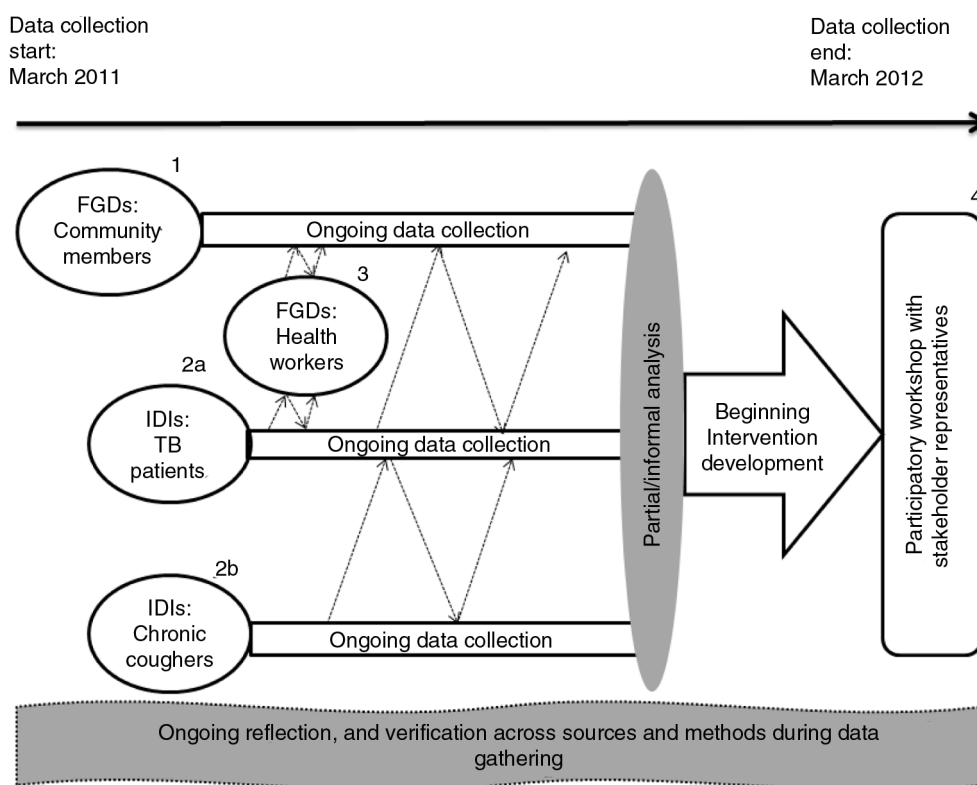 Data collection
start:
March 2011
Data collection
end:
March 2012
1
FGDs:
Community
members
Ongoing data collection
3
FGDs:
Health
workers
2a
IDIs:
TB
patients
Ongoing data collection
2b
IDIs:
Chronic
coughers
Ongoing data collection
Partial/informal analysis
Beginning
Intervention
development
4
Participatory workshop with
stakeholder representatives
Ongoing reflection, and verification across sources and methods during data
gathering